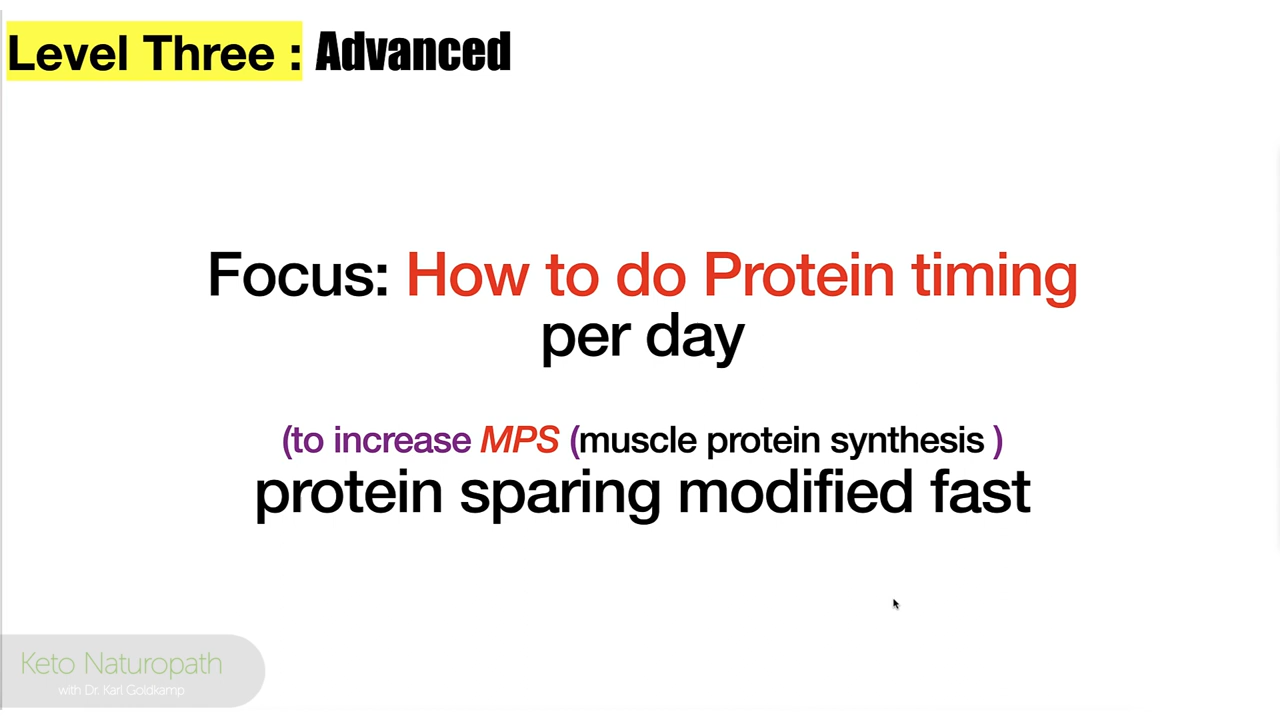 Level Three : Advanced
Focus: How to do Protein timing
per day
(to increase MPS (muscle protein synthesis )
protein sparing modified fast
Keto Naturopath
with Dr. Karl Goldkamp